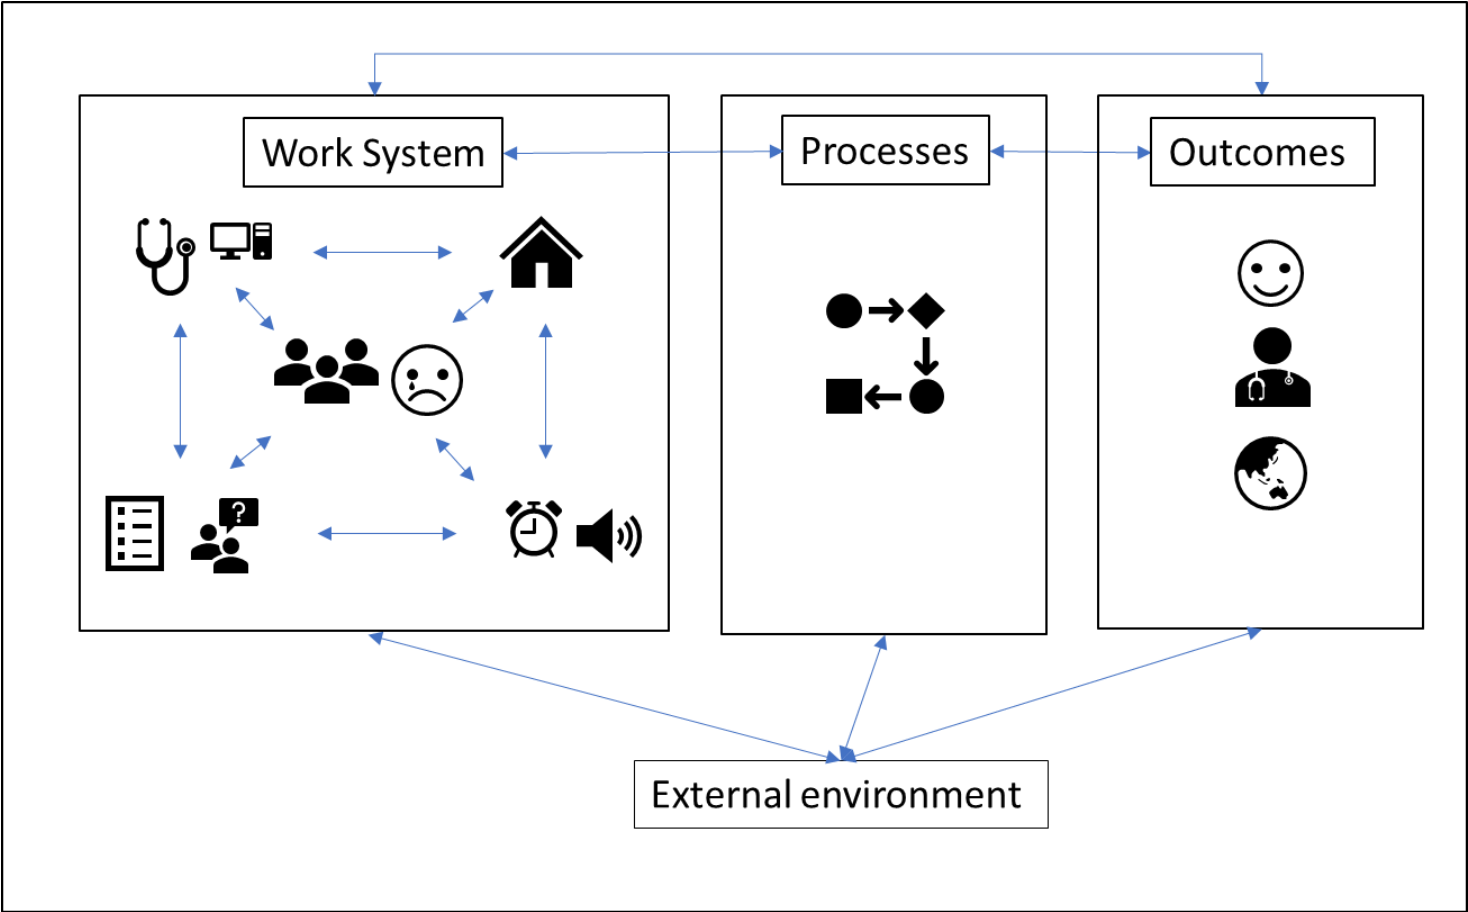 Work System
Processes
Outcomes
?
External environment